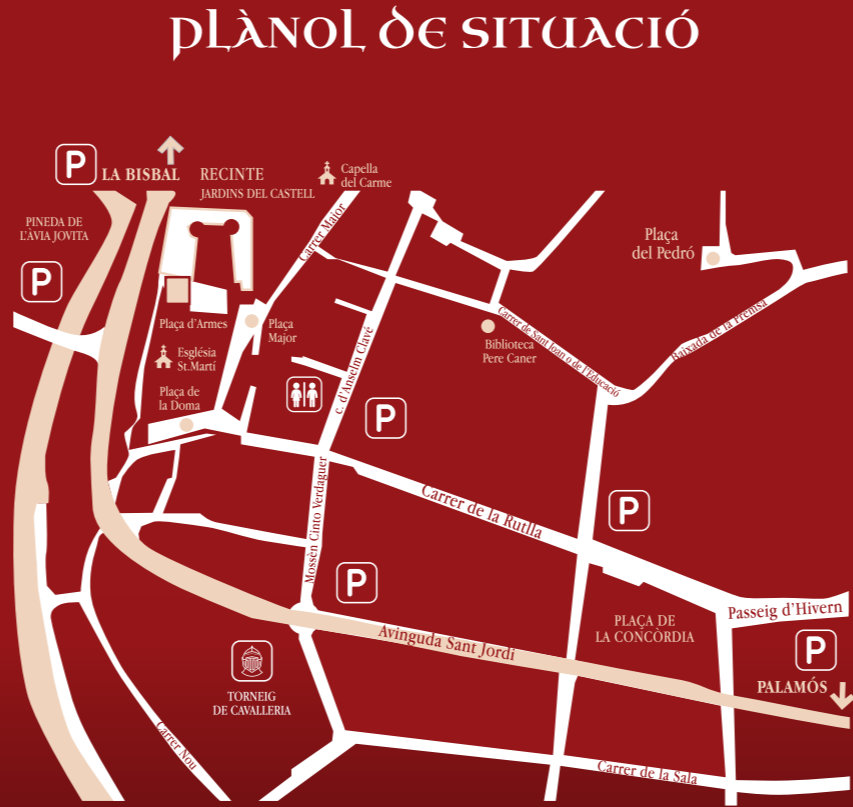 PLÀNOL DE SITUACIÓ
P
LA BISBAL
RECINTE
JARDINS DEL CASTELL
Capella
del Carme
PINEDA DE
L'ÀVIA JOVITA
P
Carrer Major
Plaça
del Pedró
Plaça d'Armes
Plaça
Major
Església
St.Martí
Plaça de
la Doma
c. d'Anselm Clavé
Biblioteca
Pere Caner
Carrer de Sant Joan o de l'Educació
Baixada de la Premsa
P
Mossèn Cinto Verdaguer
Carrer de la Rutlla
P
P
Avinguda Sant Jordi
PLAÇA DE
LA CONCÒRDIA
Passeig d'Hivern
P
PALAMÓS
TORNEIG
DE CAVALLERIA
Carrer Nou
Carrer de la Sala